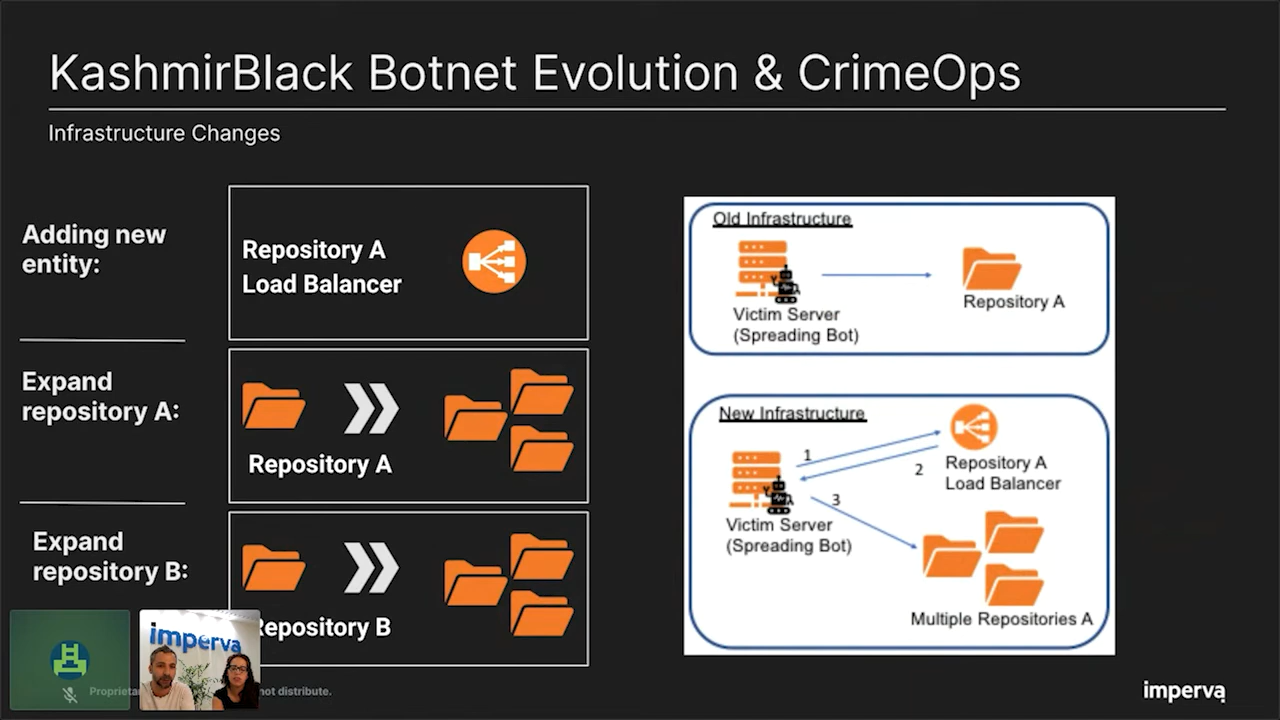 KashmirBlack Botnet Evolution & CrimeOps
Infrastructure Changes
Adding new
entity:
Repository A
Load Balancer
Expand
repository A:
Repository A
Expand
repository B:
Repository B
Old Infrastructure
Victim Server
(Spreading Bot)
Repository A
New Infrastructure
1
2
3
Repository A
Load Balancer
Victim Server
(Spreading Bot)
Multiple Repositories A
imperva
not distribute.
imperva